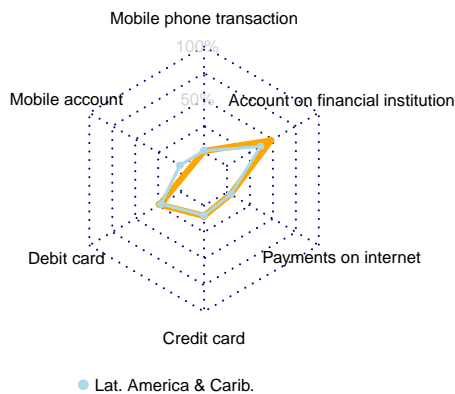 Mobile phone transaction
100%
Mobile account
50%
Account on financial institution
Debit card
Payments on internet
Credit card
Lat. America & Carib.